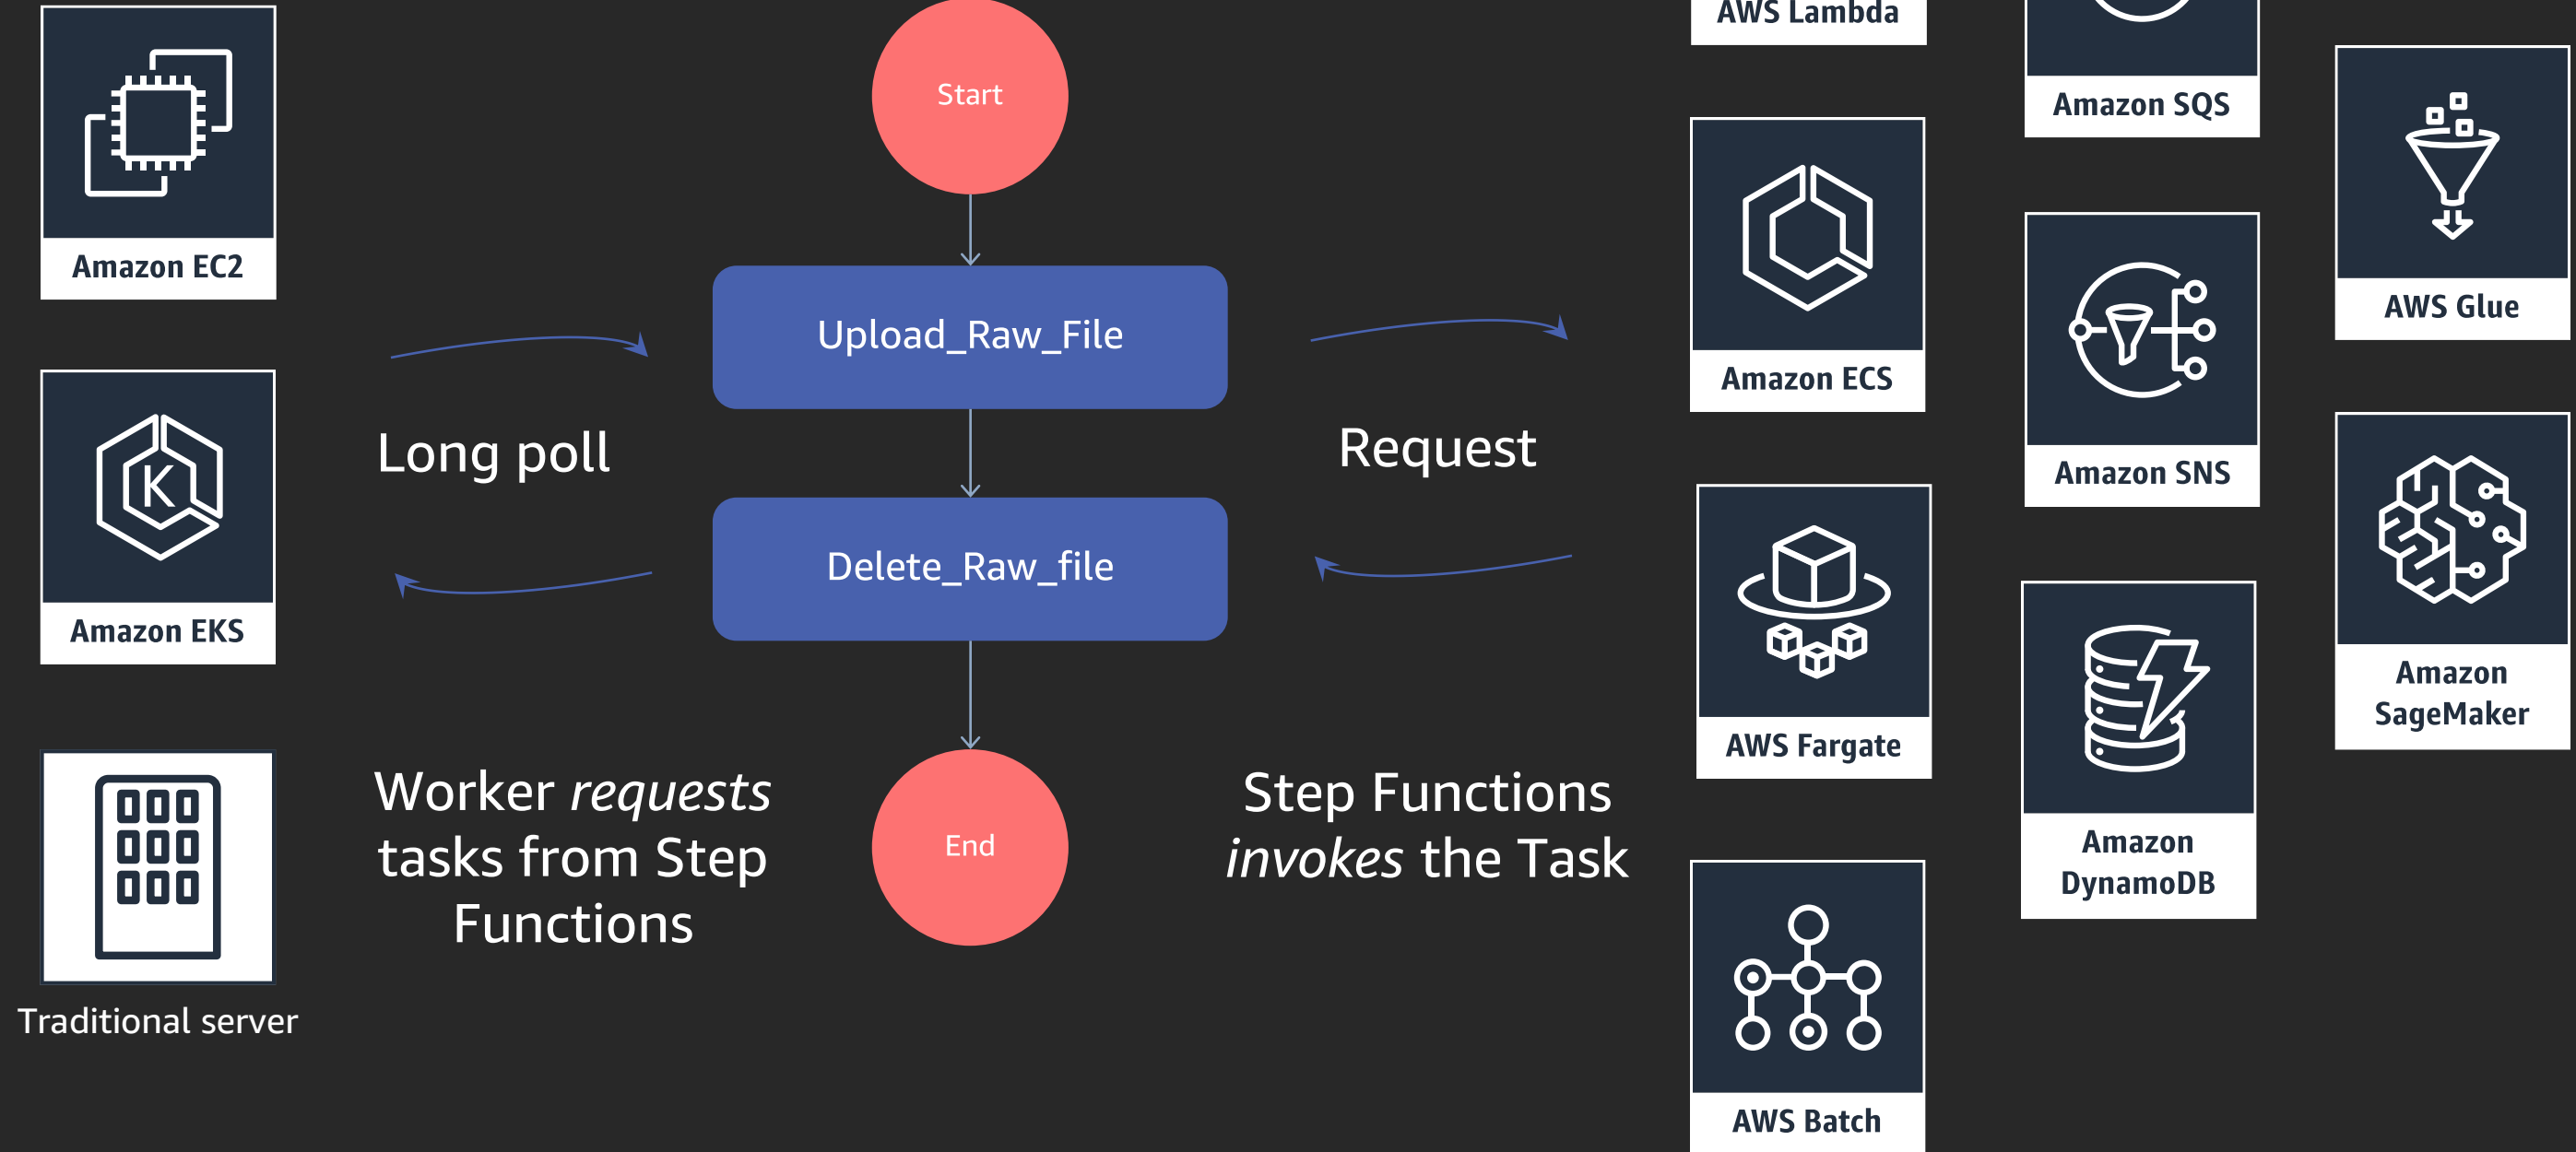 Amazon EC2
Amazon EKS
Traditional server
Long poll
Worker requests
tasks from Step
Functions
Start
Upload_Raw_File
Delete_Raw_file
End
Request
Step Functions
invokes the Task
AWS Lambda
Amazon ECS
AWS Fargate
AWS Batch
Amazon SQS
Amazon SNS
Amazon
DynamoDB
AWS Glue
Amazon
SageMaker
K